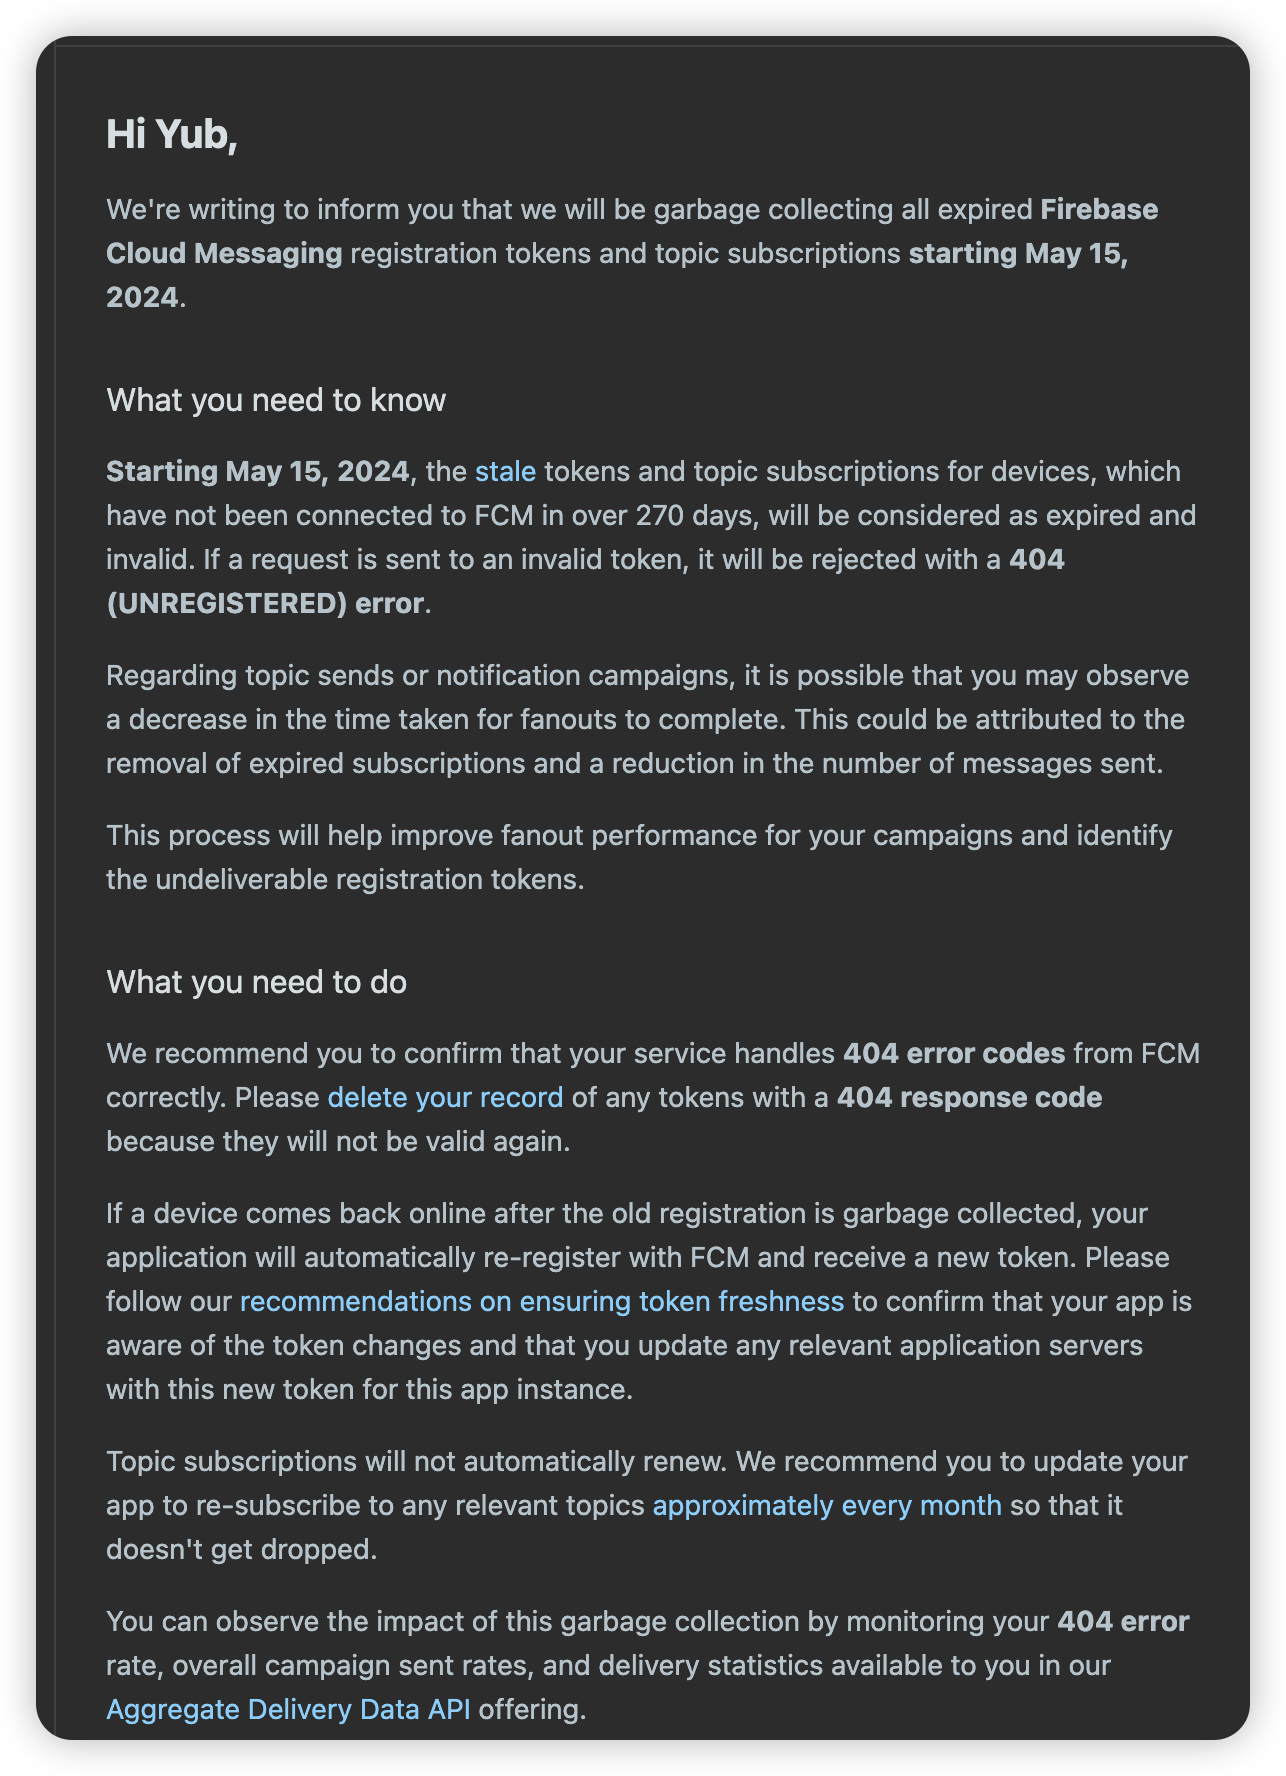 Hi Yub,
We're writing to inform you that we will be garbage collecting all expired Firebase
Cloud Messaging registration tokens and topic subscriptions starting May 15,
2024.
What you need to know
Starting May 15, 2024, the stale tokens and topic subscriptions for devices, which
have not been connected to FCM in over 270 days, will be considered as expired and
invalid. If a request is sent to an invalid token, it will be rejected with a 404
(UNREGISTERED) error.
Regarding topic sends or notification campaigns, it is possible that you may observe
a decrease in the time taken for fanouts to complete. This could be attributed to the
removal of expired subscriptions and a reduction in the number of messages sent.
This process will help improve fanout performance for your campaigns and identify
the undeliverable registration tokens.
What you need to do
We recommend you to confirm that your service handles 404 error codes from FCM
correctly. Please delete your record of any tokens with a 404 response code
because they will not be valid again.
If a device comes back online after the old registration is garbage collected, your
application will automatically re-register with FCM and receive a new token. Please
follow our recommendations on ensuring token freshness to confirm that your app is
aware of the token changes and that you update any relevant application servers
with this new token for this app instance.
Topic subscriptions will not automatically renew. We recommend you to update your
app to re-subscribe to any relevant topics approximately every month so that it
doesn't get dropped.
You can observe the impact of this garbage collection by monitoring your 404 error
rate, overall campaign sent rates, and delivery statistics available to you in our
Aggregate Delivery Data API offering.